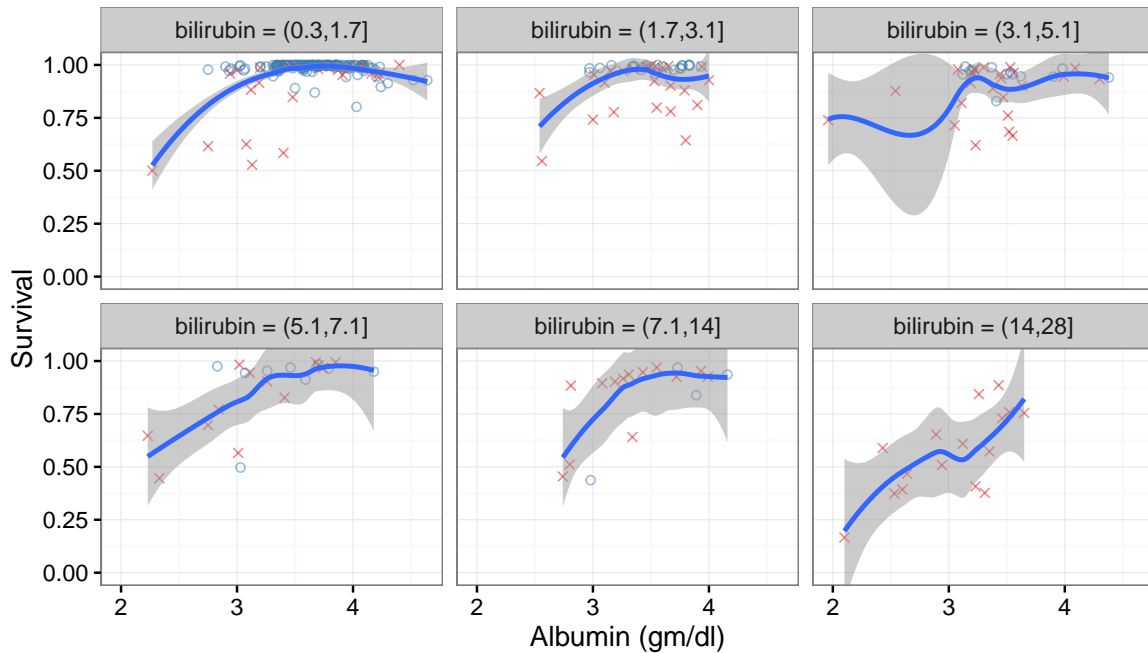 bilirubin = (0.3,1.7]
bilirubin = (1.7,3.1]
bilirubin = (3.1,5.1]
1.00
0.75
0.50
0.25
0.00
bilirubin = (5.1,7.1]
bilirubin = (7.1,14]
bilirubin = (14,28]
1.00
0.75
0.50
0.25
0.00
2 3 4
2 3 4
2 3 4
Survival
Albumin (gm/dl)